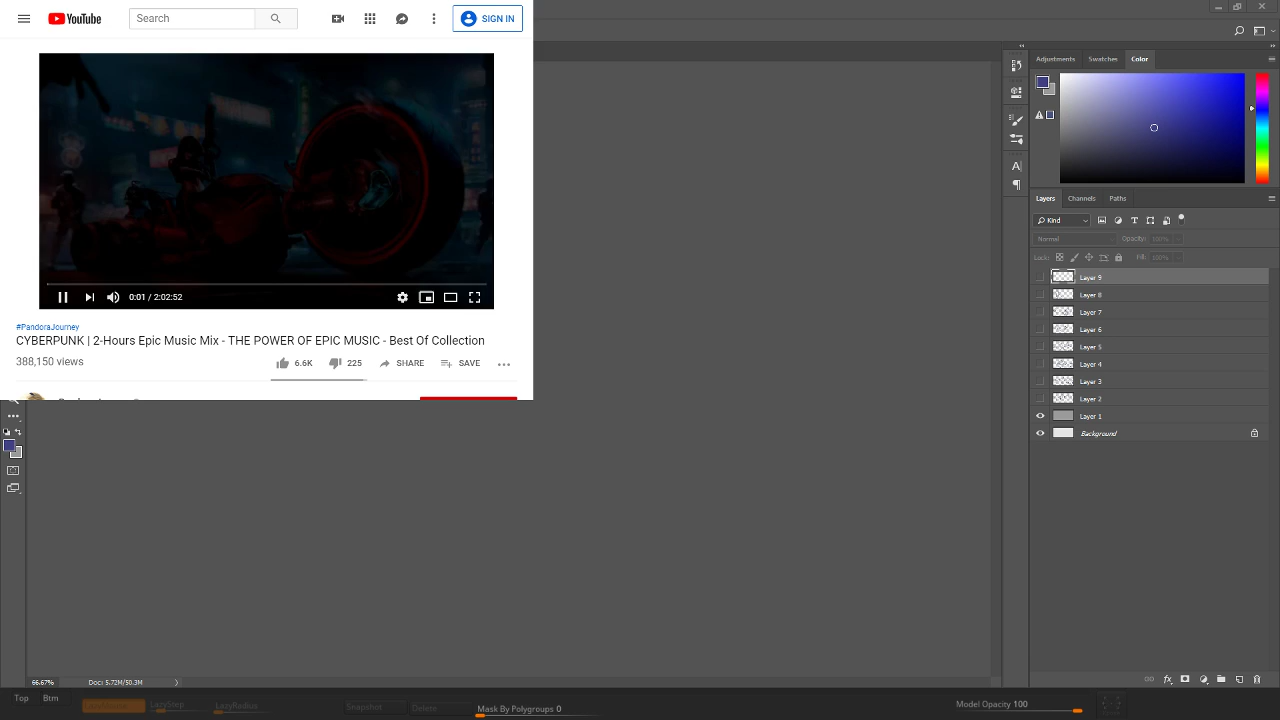 YouTube
Search
SIGN IN
0:01 / 2:02:52
#PandoraJourney
CYBERPUNK | 2-Hours Epic Music Mix - THE POWER OF EPIC MUSIC - Best Of Collection
388,150 views
6.6K
225
SHARE
SAVE
Adjustments
Swatches
Color
Layers
Channels
Paths
Kind
Normal
Opacity: 100%
Lock:
Fill: 100%
Layer 9
Layer 8
Layer 7
Layer 6
Layer 5
Layer 4
Layer 3
Layer 2
Layer 1
Background
66.67%
Doc: 5.72M/50.3M
Top
Btm
LazyStep
LazyRadius
Snapshot
Delete
Mask By Polygroups 0
Model Opacity 100